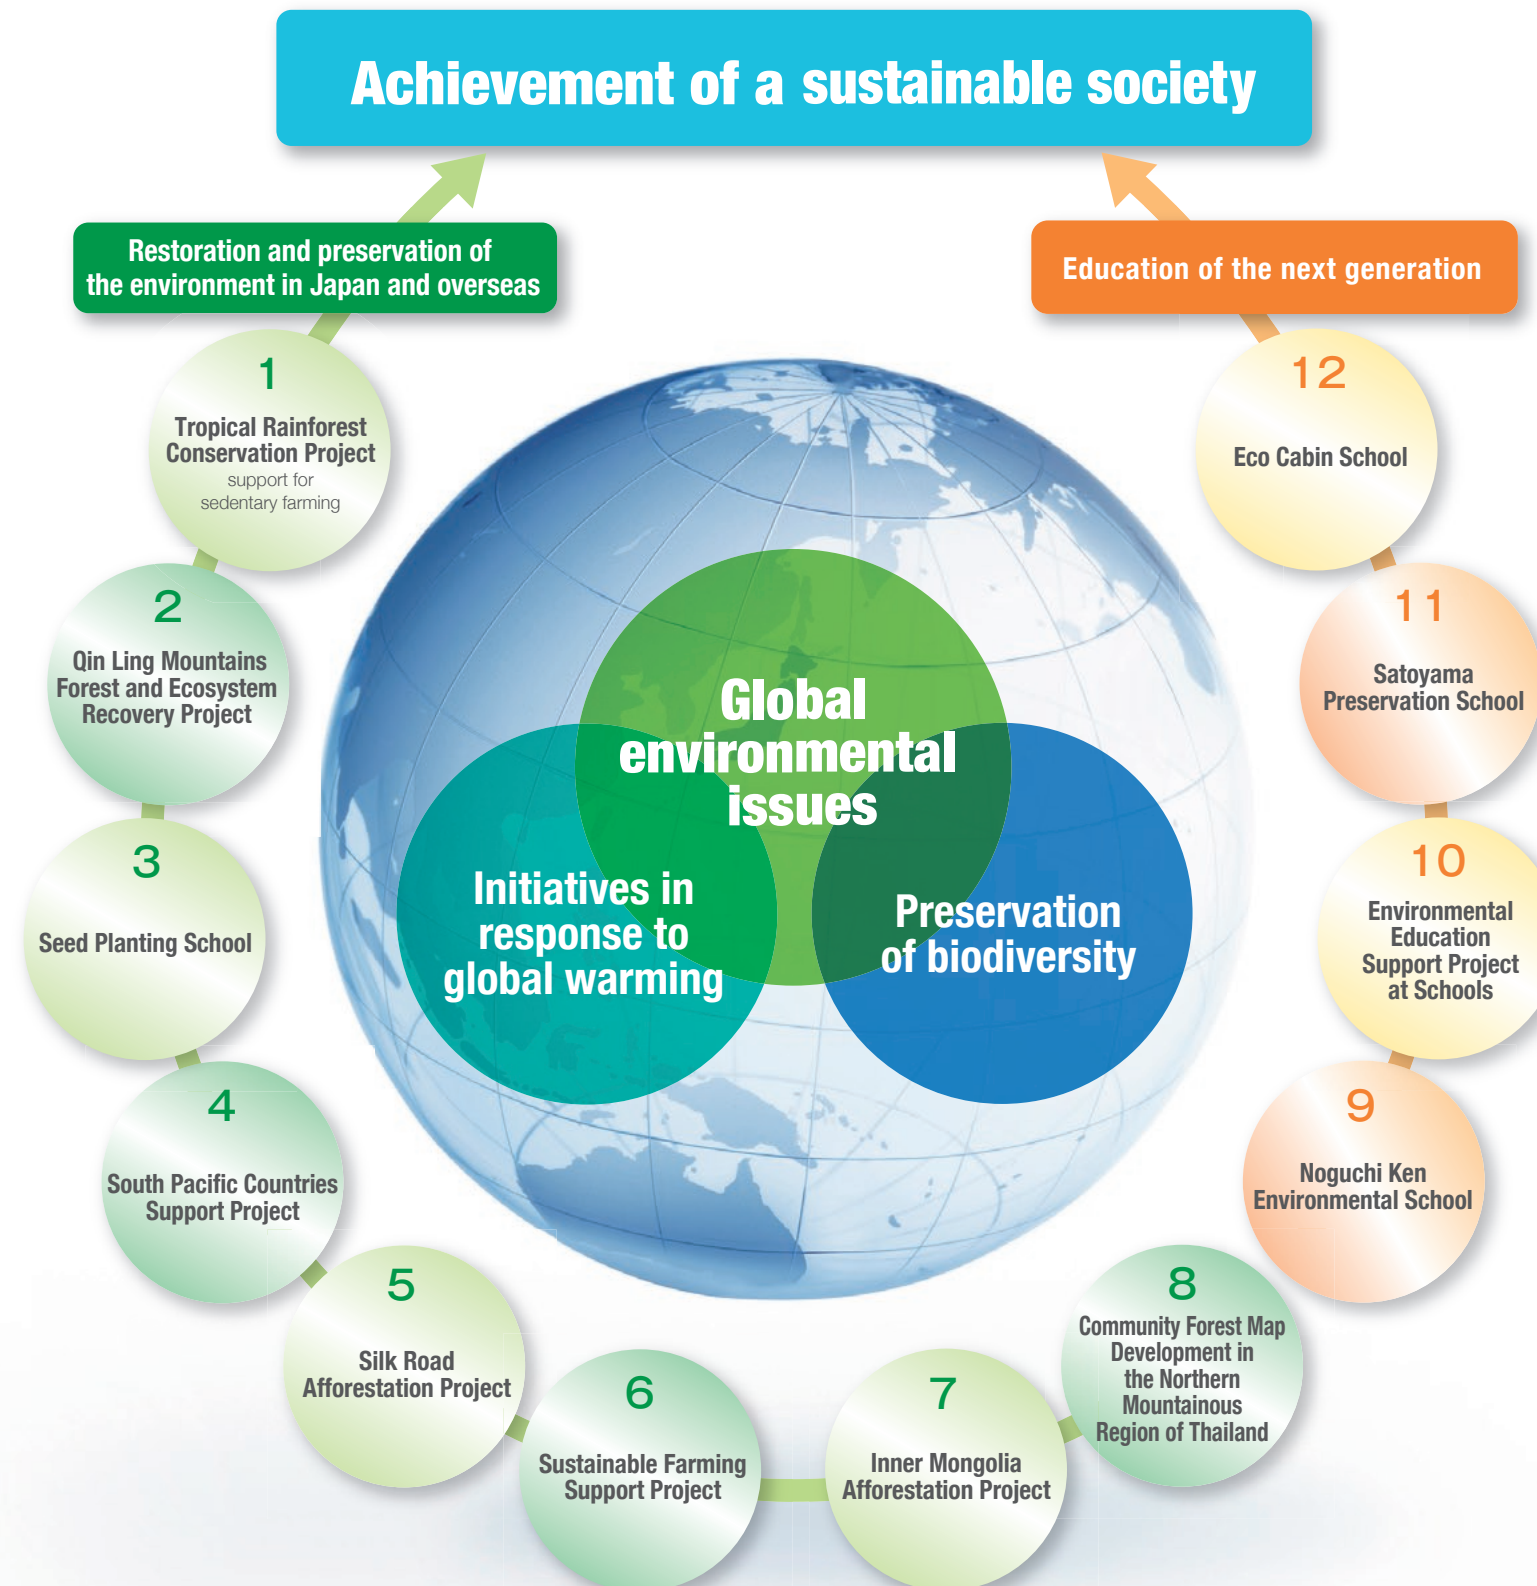 Achievement of a sustainable society
Restoration and preservation of
the environment in Japan and overseas
Education of the next generation
1
Tropical Rainforest
Conservation Project
support for
sedentary farming
2
Qin Ling Mountains
Forest and Ecosystem
Recovery Project
3
Seed Planting School
4
South Pacific Countries
Support Project
5
Silk Road
Afforestation Project
6
Sustainable Farming
Support Project
7
Inner Mongolia
Afforestation Project
8
Community Forest Map
Development in
the Northern
Mountainous
Region of Thailand
9
Noguchi Ken
Environmental School
10
Environmental
Education
Support Project
at Schools
11
Satoyama
Preservation School
12
Eco Cabin School
Global
environmental
issues
Initiatives in
response to
global warming
Preservation
of biodiversity